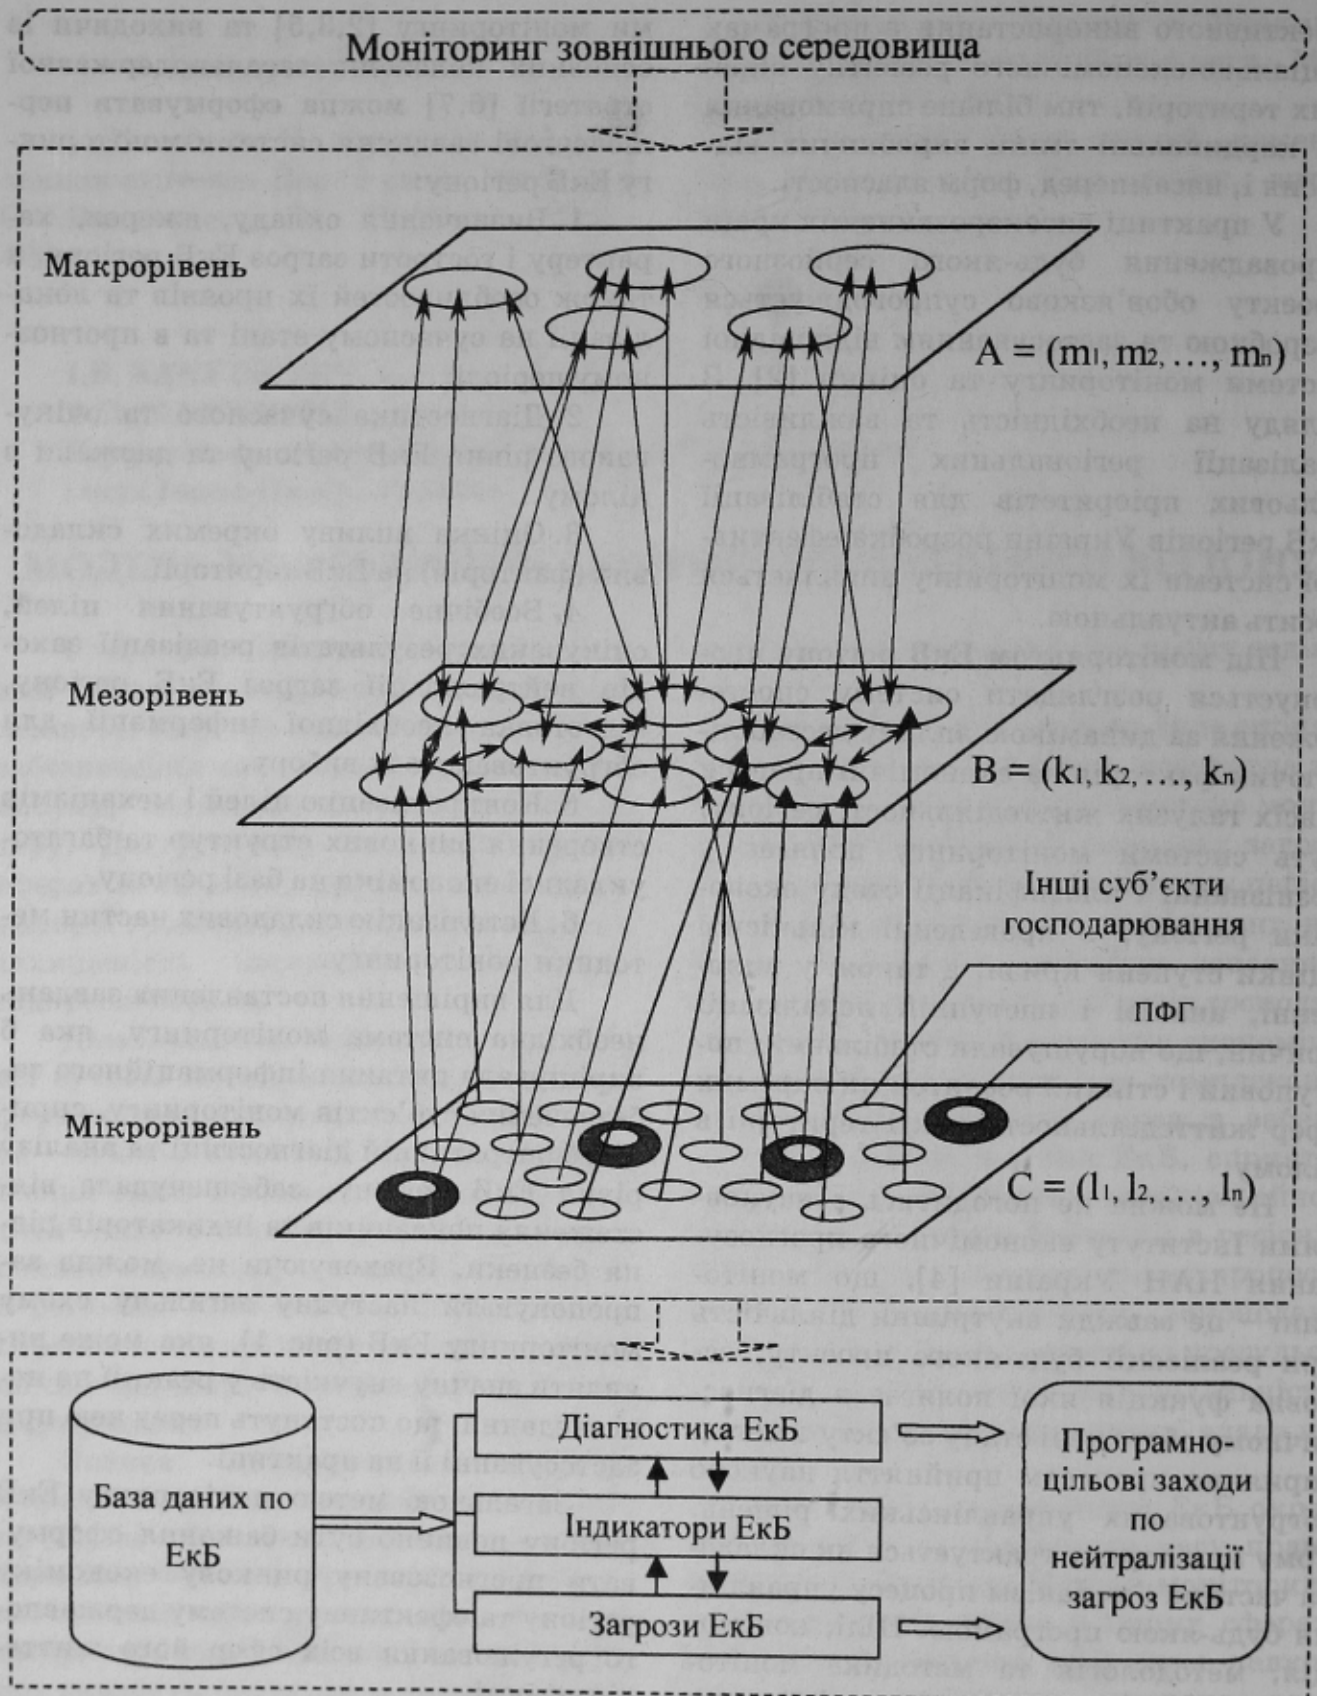 Моніторинг зовнішнього середовища
Макрорівень
A = (m₁, m₂, …, mₙ)
Мезорівень
B = (k₁, k₂, …, kₙ)
Інші суб’єкти
господарювання
ПФГ
Мікрорівень
C = (l₁, l₂, …, lₙ)
База даних по
ЕкБ
Діагностика ЕкБ
Індикатори ЕкБ
Загрози ЕкБ
Програмно-
цільові заходи
по
нейтралізації
загроз ЕкБ